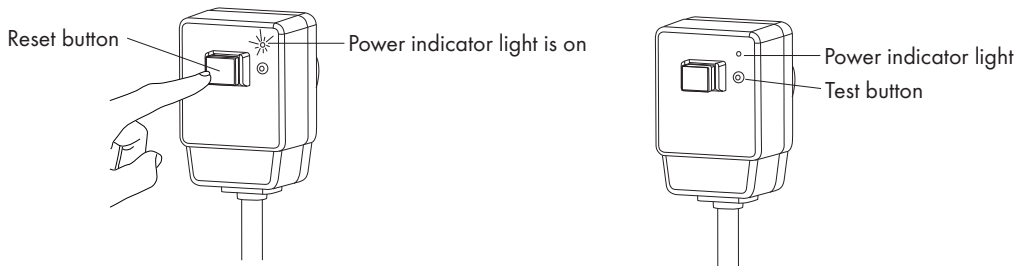 Reset button
Power indicator light is on
Power indicator light
Test button